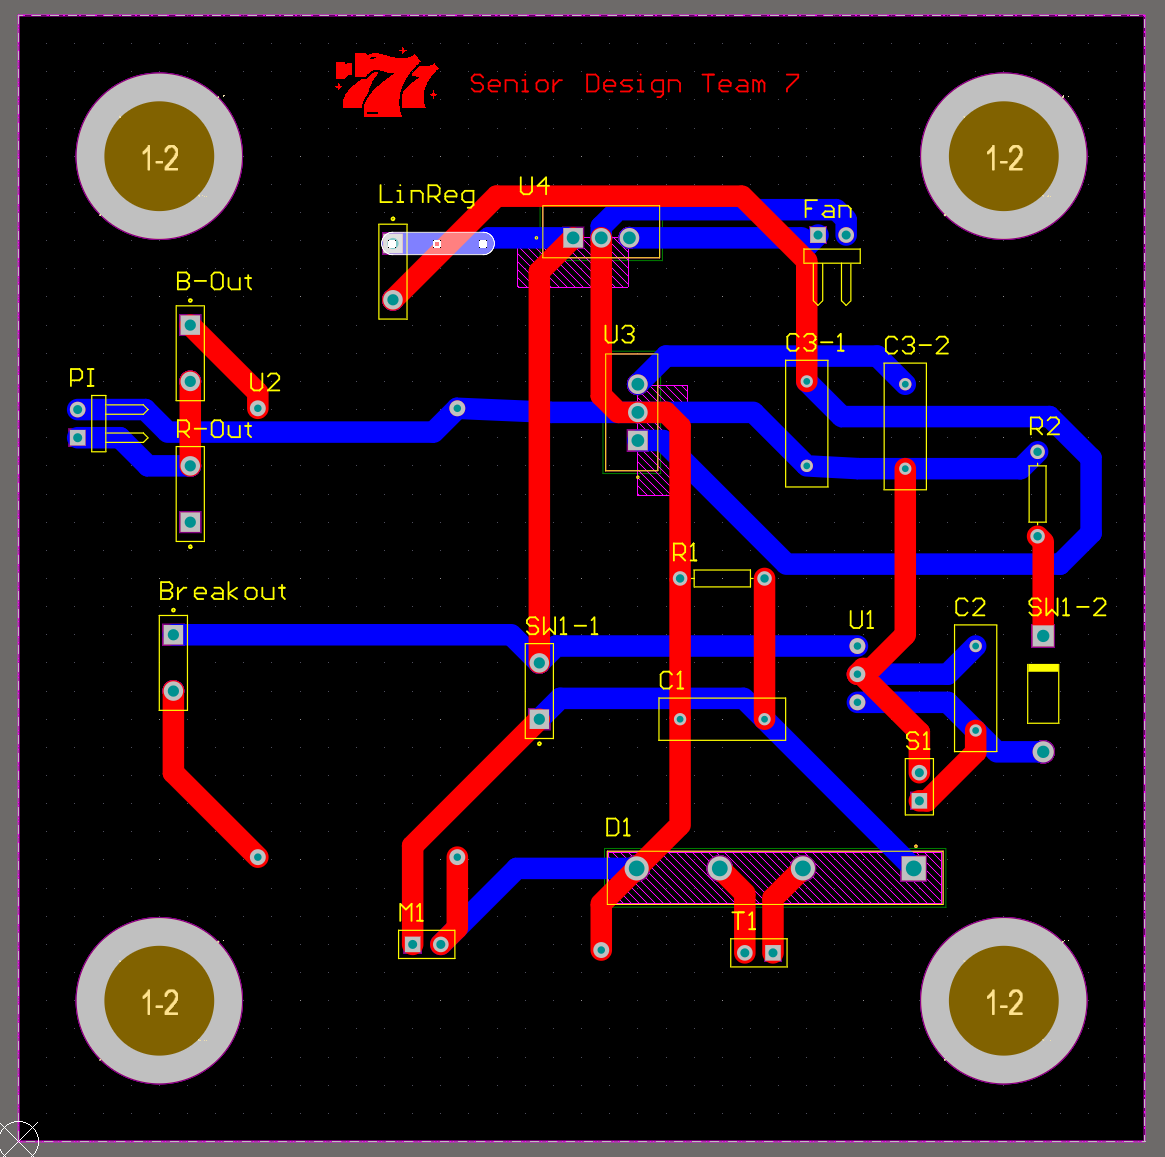 777
Senior Design Team 7
1-2
1-2
U4
LinReg
Fan
B-Out
U3
C3-1
C3-2
PI
U2
R-Out
R2
R1
Breakout
SW1-1
U1
C2
SW1-2
C1
S1
D1
M1
T1
1-2
1-2